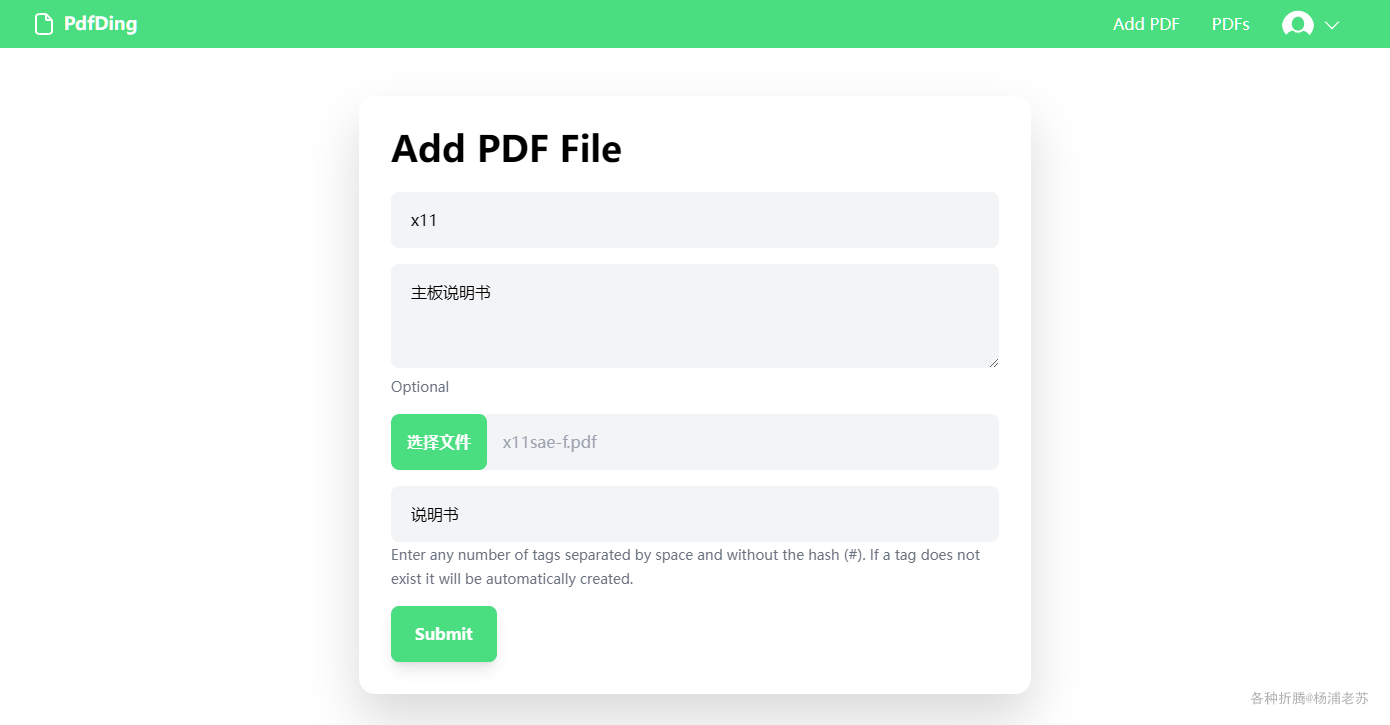 PdfDing
Add PDF
PDFs
Add PDF File
x11
主板说明书
Optional
选择文件
x11sae-f.pdf
说明书
Enter any number of tags separated by space and without the hash (#). If a tag does not
exist it will be automatically created.
Submit
各种折腾@杨浦老苏